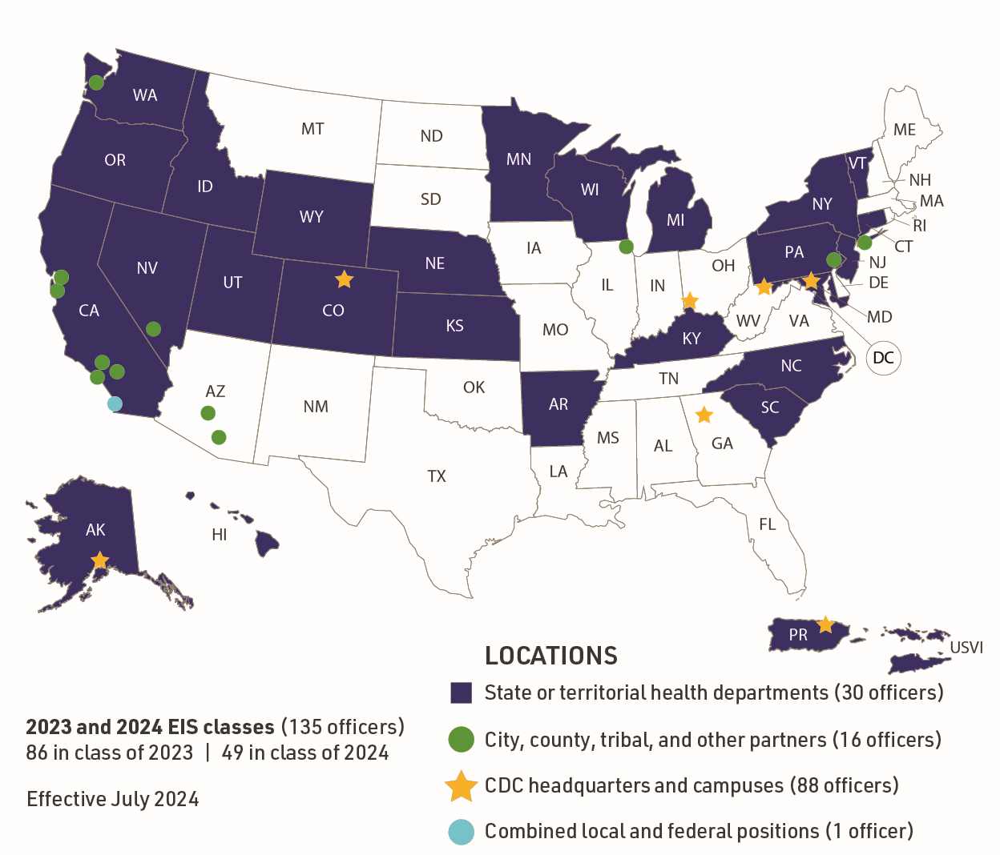 WA
MT
ND
MN
ME
OR
ID
SD
WI
VT
NH
MA
NY
MI
RI
WY
IA
PA
CT
NV
NE
OH
NJ
UT
IL
IN
DE
CA
CO
KS
MO
KY
WV
VA
MD
DC
NC
TN
AZ
OK
NM
AR
SC
MS
AL
GA
TX
LA
AK
HI
FL
PR
USVI
LOCATIONS
State or territorial health departments (30 officers)
City, county, tribal, and other partners (16 officers)
CDC headquarters and campuses (88 officers)
Combined local and federal positions (1 officer)
2023 and 2024 EIS classes (135 officers)
86 in class of 2023 | 49 in class of 2024
Effective July 2024